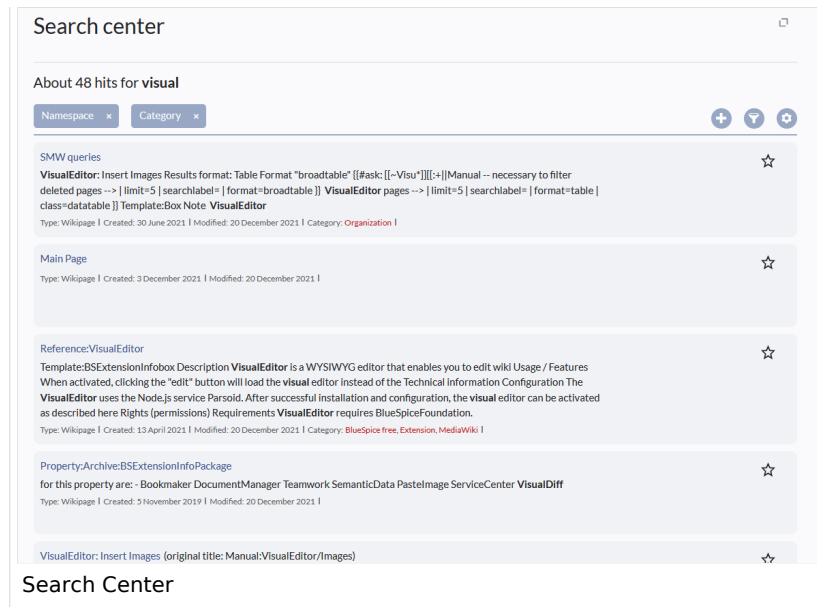 Search center
About 48 hits for visual
Namespace ×
Category ×
SMW queries
VisualEditor: Insert Images Results format: Table Format "broadtable" {{#ask: [[~Visu*]][[:+||Manual -- necessary to filter
deleted pages --> | limit=5 | searchlabel= | format=broadtable }} VisualEditor pages --> | limit=5 | searchlabel= | format=table |
class=datatable }} Template:Box Note VisualEditor
Type: Wikipage | Created: 30 June 2021 | Modified: 20 December 2021 | Category: Organization |
Main Page
Type: Wikipage | Created: 3 December 2021 | Modified: 20 December 2021 |
Reference:VisualEditor
Template:BSExtensionInfobox Description VisualEditor is a WYSIWYG editor that enables you to edit wiki Usage / Features
When activated, clicking the "edit" button will load the visual editor instead of the Technical information Configuration The
VisualEditor uses the Node.js service Parsoid. After successful installation and configuration, the visual editor can be activated
as described here Rights (permissions) Requirements VisualEditor requires BlueSpiceFoundation.
Type: Wikipage | Created: 13 April 2021 | Modified: 20 December 2021 | Category: BlueSpice free, Extension, MediaWiki |
Property:Archive:BSExtensionInfoPackage
for this property are: - Bookmaker DocumentManager Teamwork SemanticData PasteImage ServiceCenter VisualDiff
Type: Wikipage | Created: 5 November 2019 | Modified: 20 December 2021 |
VisualEditor: Insert Images (original title: Manual:VisualEditor/Images)
Search Center